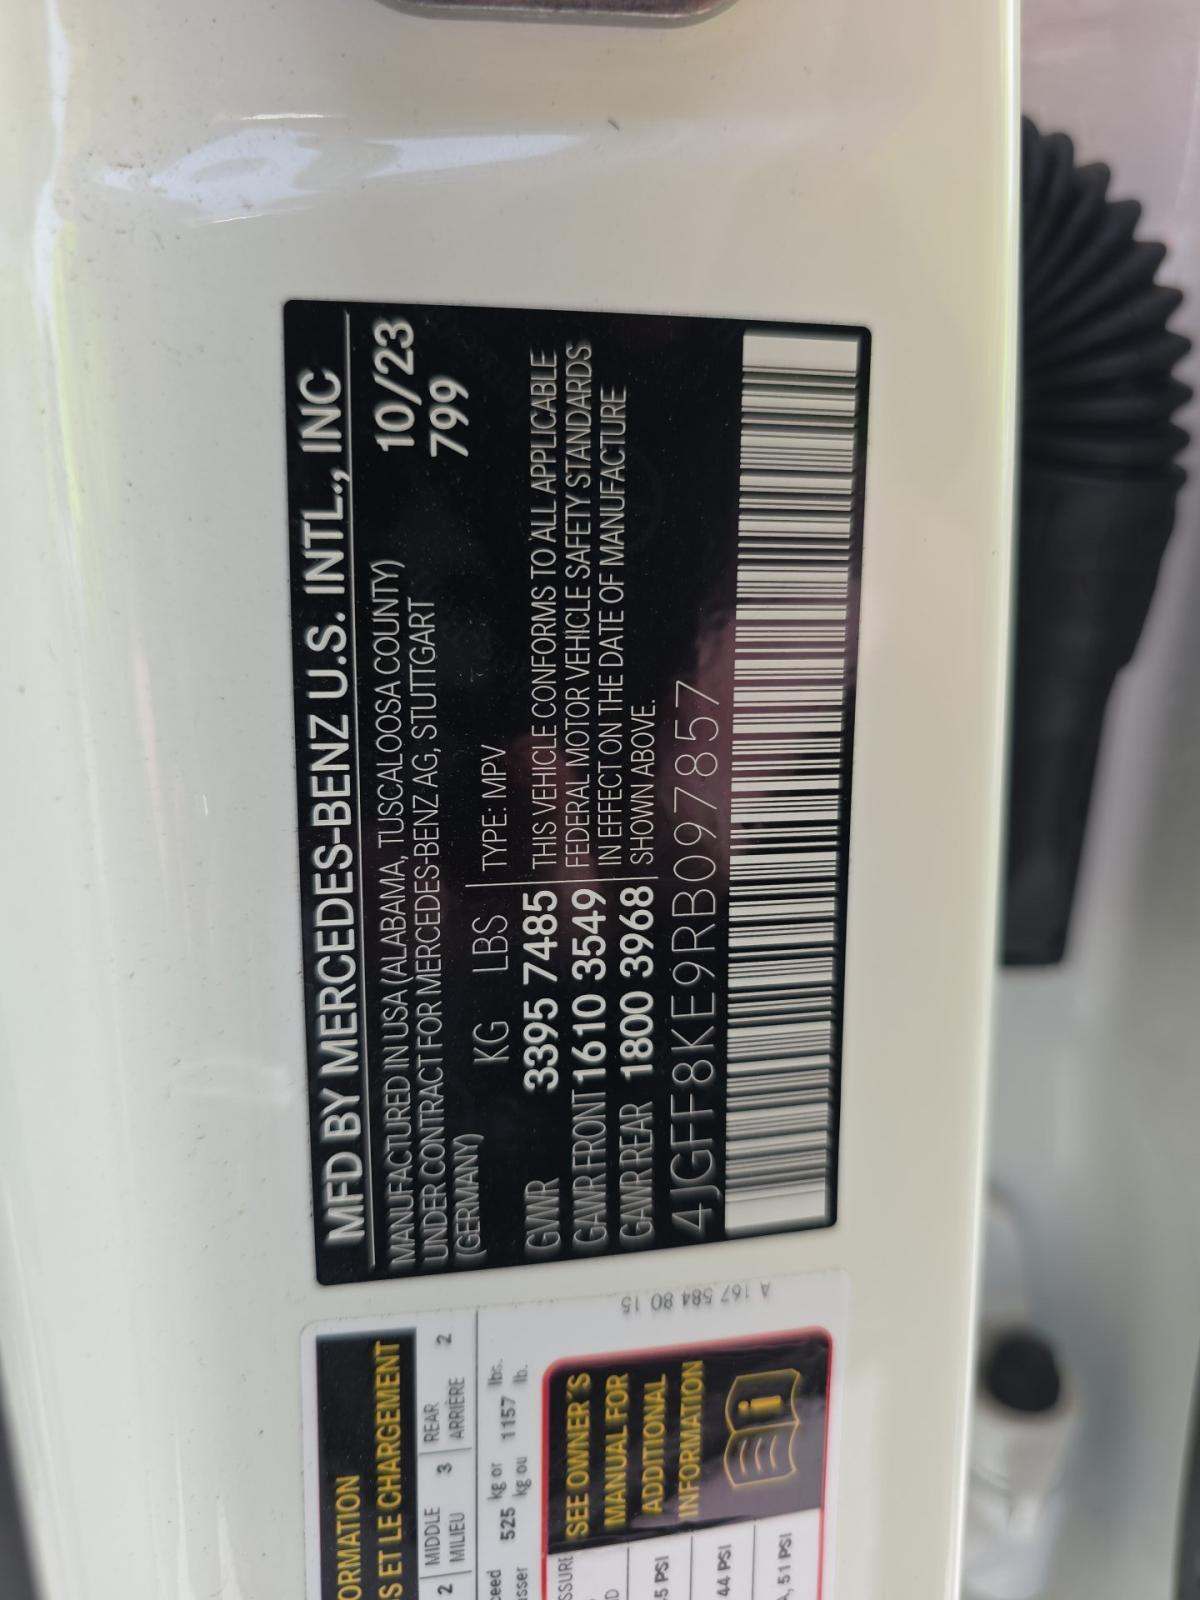 MFD BY MERCEDES-BENZ U.S. INTL., INC
MANUFACTURED IN USA (ALABAMA, TUSCALOOSA COUNTY) 10/23
UNDER CONTRACT FOR MERCEDES-BENZ AG, STUTTGART 799
(GERMANY)
KG LBS TYPE: MPV
GVWR 3395 7485 THIS VEHICLE CONFORMS TO ALL APPLICABLE
GAWR FRONT 1610 3549 FEDERAL MOTOR VEHICLE SAFETY STANDARDS
GAWR REAR 1800 3968 IN EFFECT ON THE DATE OF MANUFACTURE
SHOWN ABOVE.
4JGFF8KE9RB097857
A 167 584 80 15
ORMATION
S ET LE CHARGEMENT
2 MIDDLE 3 REAR 2
MILIEU ARRIÈRE
525 kg or 1157 lbs.
kg ou lb.
SEE OWNER'S
MANUAL FOR
ADDITIONAL
INFORMATION
5 PSI
44 PSI
51 PSI